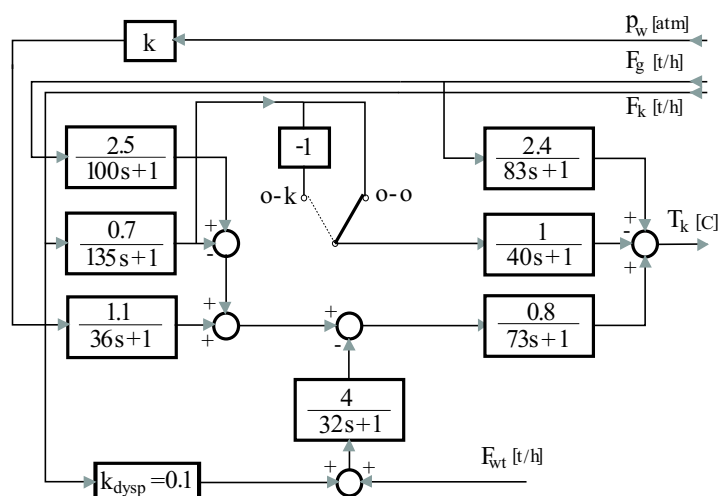 p_w [atm]
k
F_g [t/h]
F_k [t/h]
2.5
100s+1
-1
2.4
83s+1
o-k
o-o
+
+
T_k [C]
0.7
135s+1
+
-
1
40s+1
-
+
1.1
36s+1
+
+
+
-
0.8
73s+1
4
32s+1
k_dysp =0.1
+
+
F_wt [t/h]